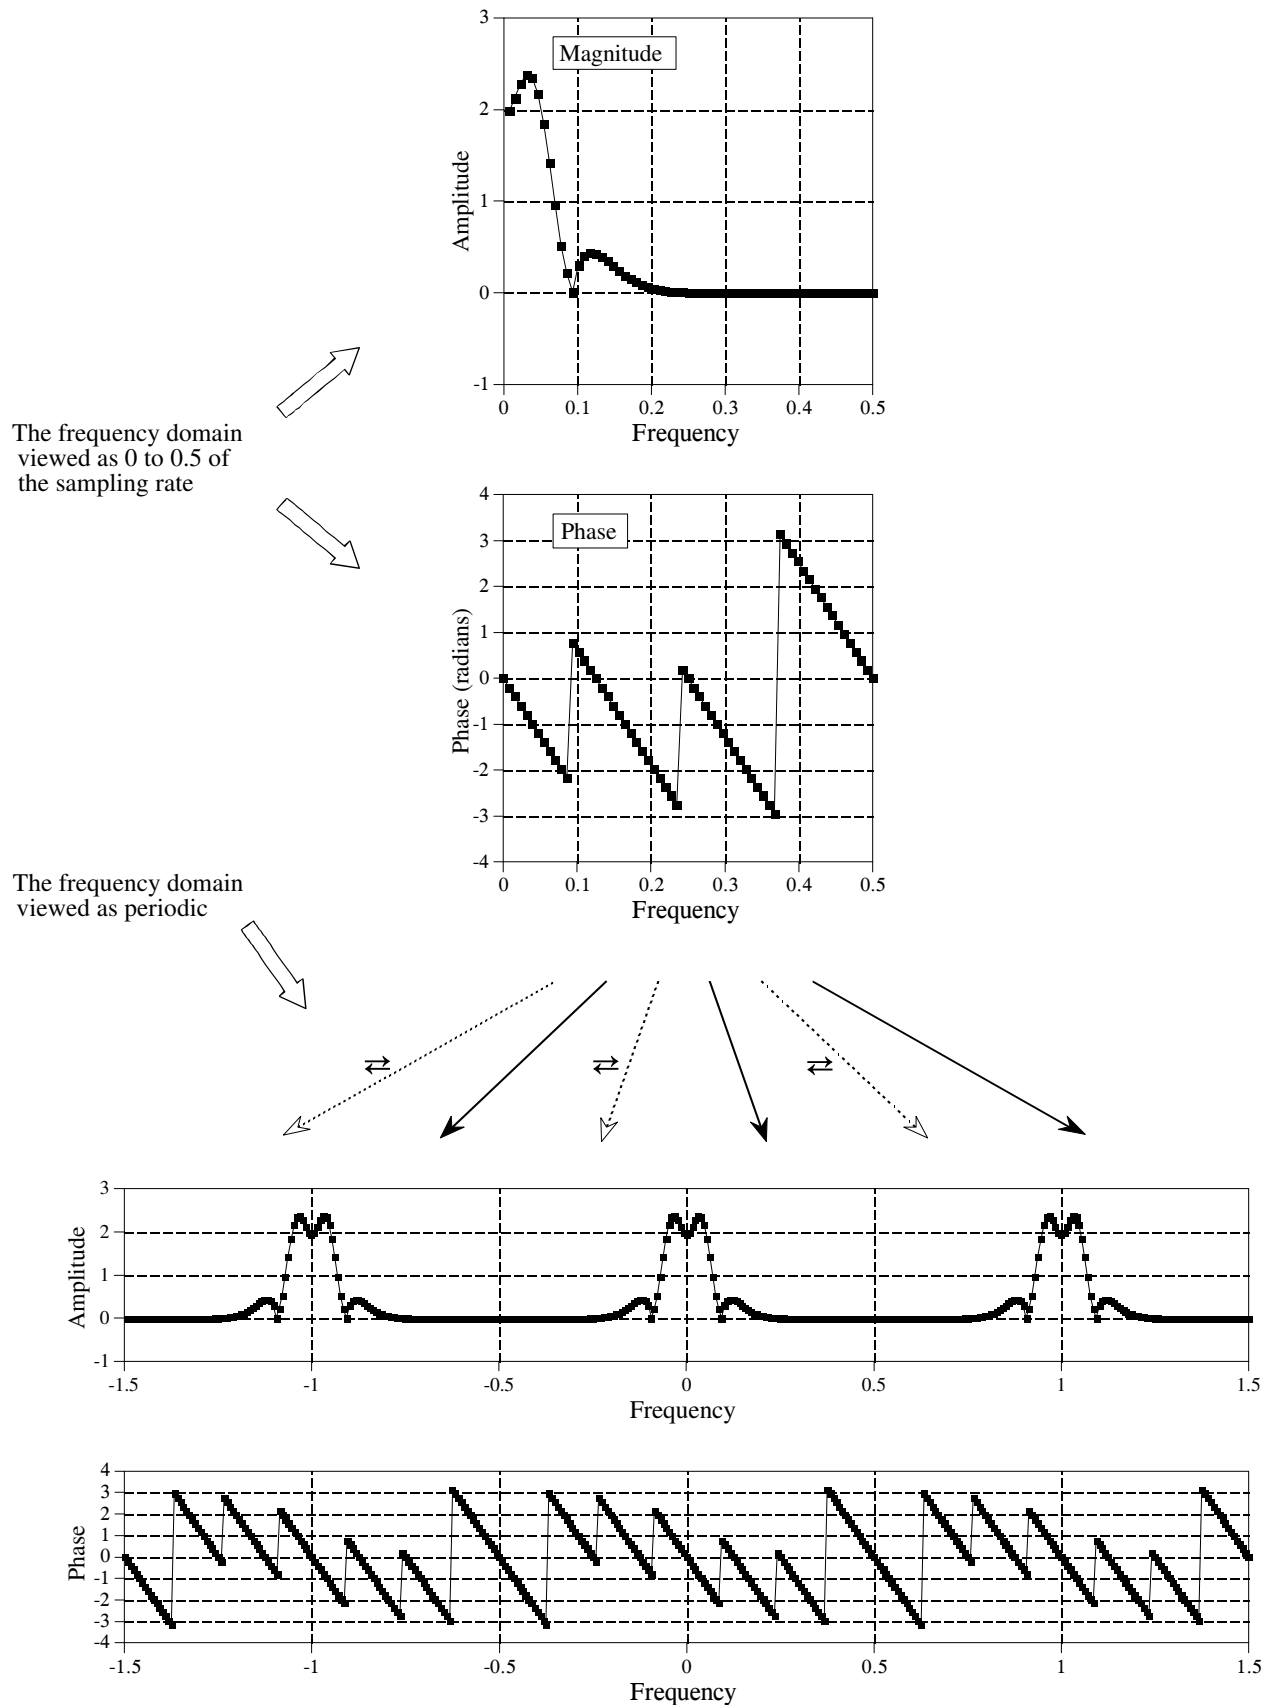 3
2
1
0
-1
Amplitude
Magnitude
0 0.1 0.2 0.3 0.4 0.5
Frequency
The frequency domain
viewed as 0 to 0.5 of
the sampling rate
4
3
2
1
0
-1
-2
-3
-4
Phase (radians)
Phase
0 0.1 0.2 0.3 0.4 0.5
Frequency
The frequency domain
viewed as periodic
⇄ ⇄ ⇄
3
2
1
0
-1
Amplitude
-1.5 -1 -0.5 0 0.5 1 1.5
Frequency
4
3
2
1
0
-1
-2
-3
-4
Phase
-1.5 -1 -0.5 0 0.5 1 1.5
Frequency